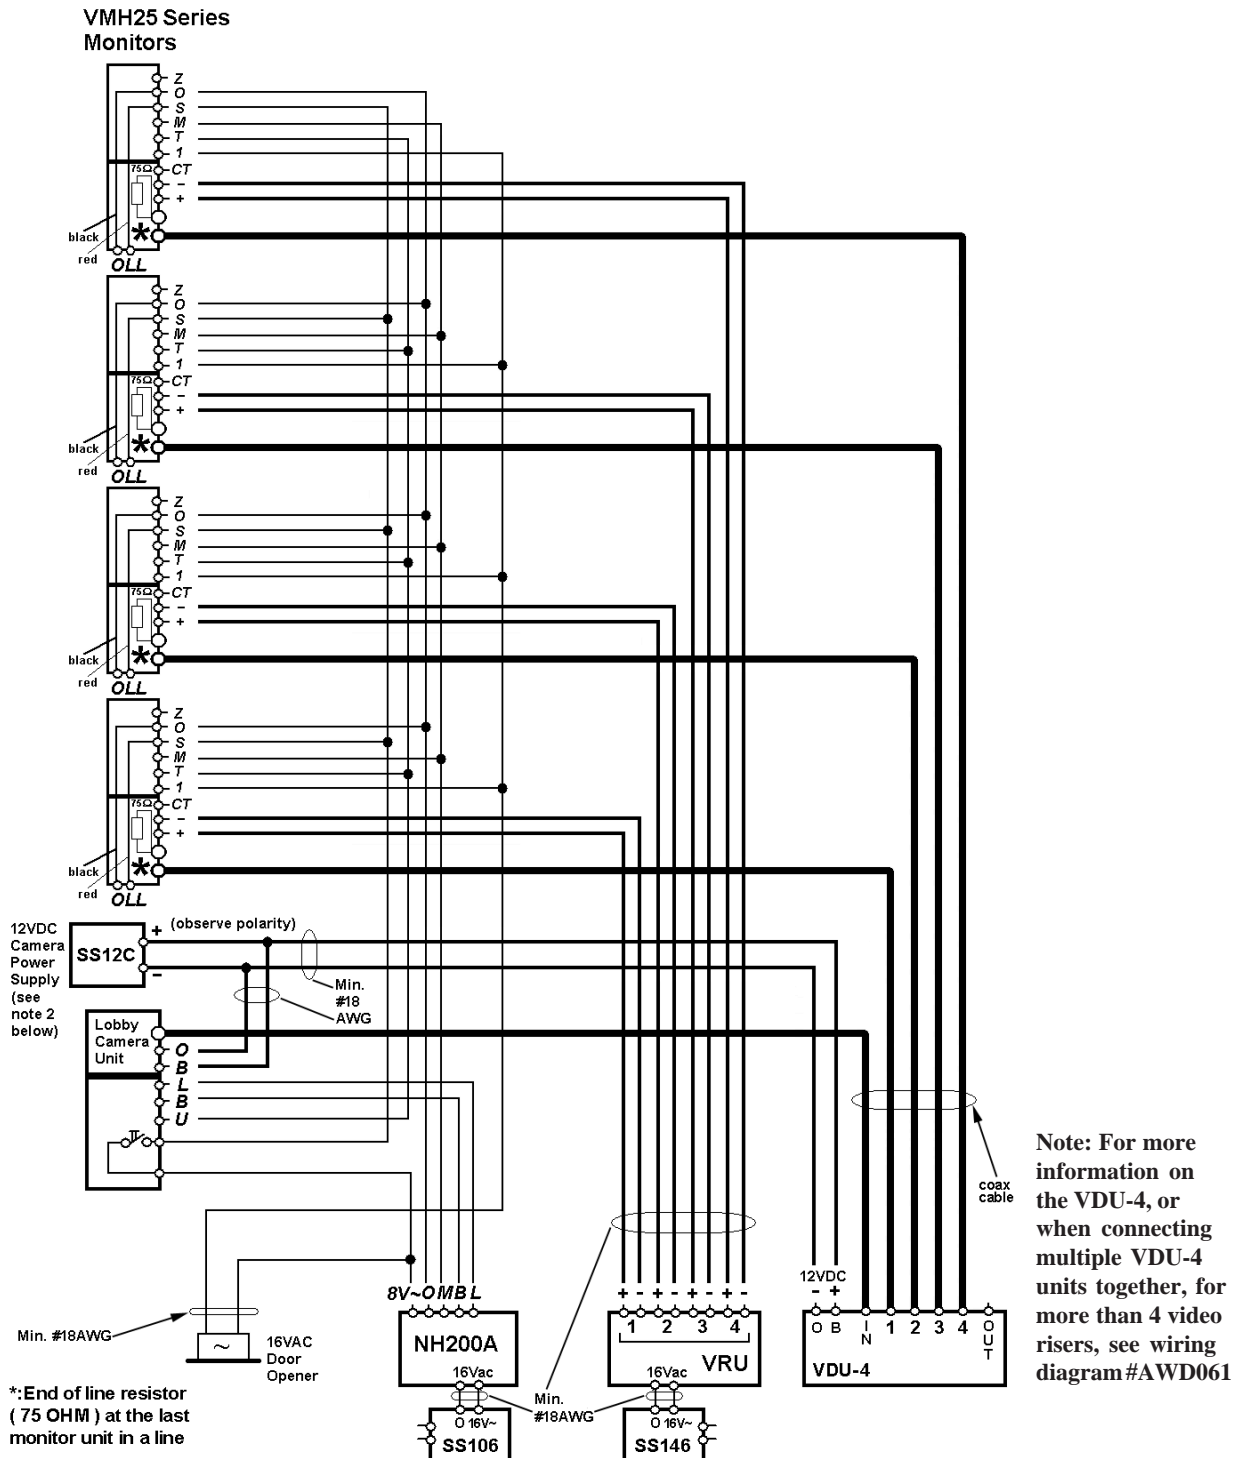 VMH25 Series
Monitors
Z
O
S
M
T
1
75Ω CT
–
+
*
black
red
OLL
Z
O
S
M
T
1
75Ω CT
–
+
*
black
red
OLL
Z
O
S
M
T
1
75Ω CT
–
+
*
black
red
OLL
Z
O
S
M
T
1
75Ω CT
–
+
*
black
red
OLL
12VDC
Camera
Power
Supply
(see
note 2
below)
SS12C
+ (observe polarity)
–
Min.
#18
AWG
Lobby
Camera
Unit
O
B
L
B
U
coax
cable
Note: For more
information on
the VDU-4, or
when connecting
multiple VDU-4
units together, for
more than 4 video
risers, see wiring
diagram #AWD061
8V~OMBL
NH200A
16Vac
O 16V~
SS106
+ - + - + - + -
1 2 3 4
VRU
16Vac
O 16V~
SS146
Min.
#18AWG
12VDC
- +
O B IN 1 2 3 4 OUT
VDU-4
Min. #18AWG
~
16VAC
Door
Opener
*:End of line resistor
( 75 OHM ) at the last
monitor unit in a line